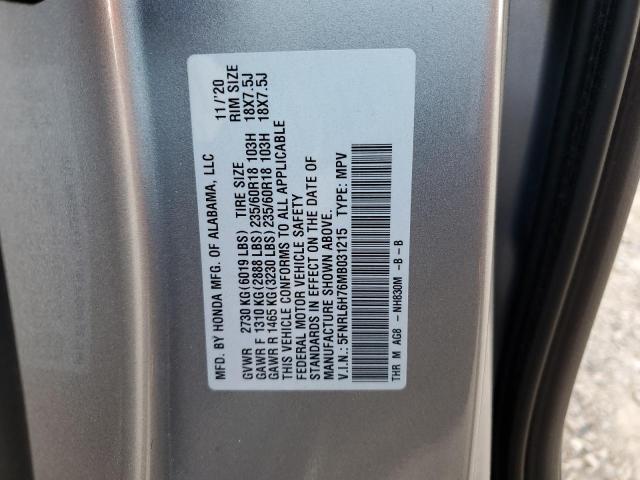 MFD. BY HONDA MFG. OF ALABAMA, LLC 11/'20
GVWR 2730 KG(6019 LBS) TIRE SIZE RIM SIZE
GAWR F 1310 KG(2888 LBS)235/60R18 103H 18X7.5J
GAWR R 1465 KG(3230 LBS)235/60R18 103H 18X7.5J
THIS VEHICLE CONFORMS TO ALL APPLICABLE
FEDERAL MOTOR VEHICLE SAFETY
STANDARDS IN EFFECT ON THE DATE OF
MANUFACTURE SHOWN ABOVE.
V.I.N.: 5FNRL6H76MB031215 TYPE: MPV
THR M AG8 - NH830M -B-B